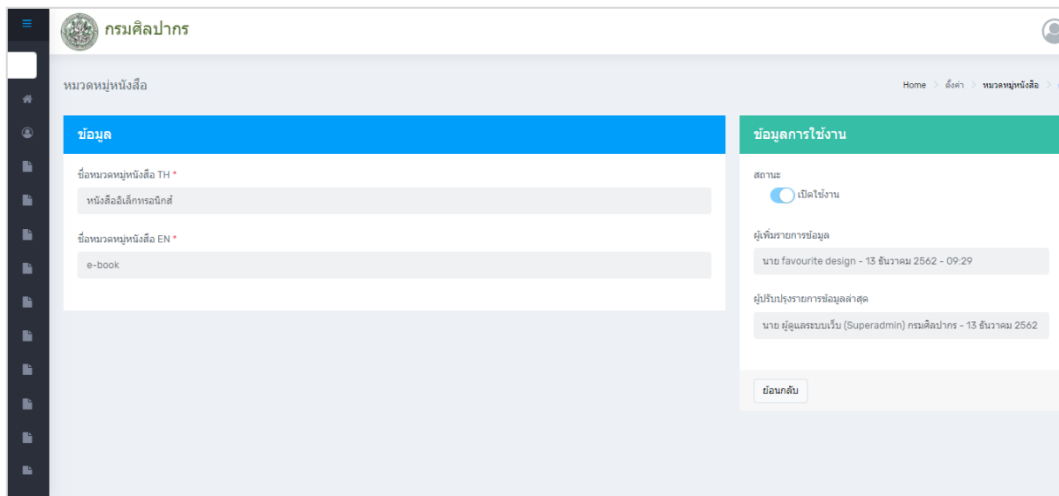 กรมศิลปากร
หมวดหมู่หนังสือ
Home > ตั้งค่า > หมวดหมู่หนังสือ >
ข้อมูล
ชื่อหมวดหมู่หนังสือ TH *
หนังสืออิเล็กทรอนิกส์
ชื่อหมวดหมู่หนังสือ EN *
e-book
ข้อมูลการใช้งาน
สถานะ
เปิดใช้งาน
ผู้เพิ่มรายการข้อมูล
นาย favourite design - 13 ธันวาคม 2562 - 09:29
ผู้ปรับปรุงรายการข้อมูลล่าสุด
นาย ผู้ดูแลระบบเว็บ (Superadmin) กรมศิลปากร - 13 ธันวาคม 2562
ย้อนกลับ